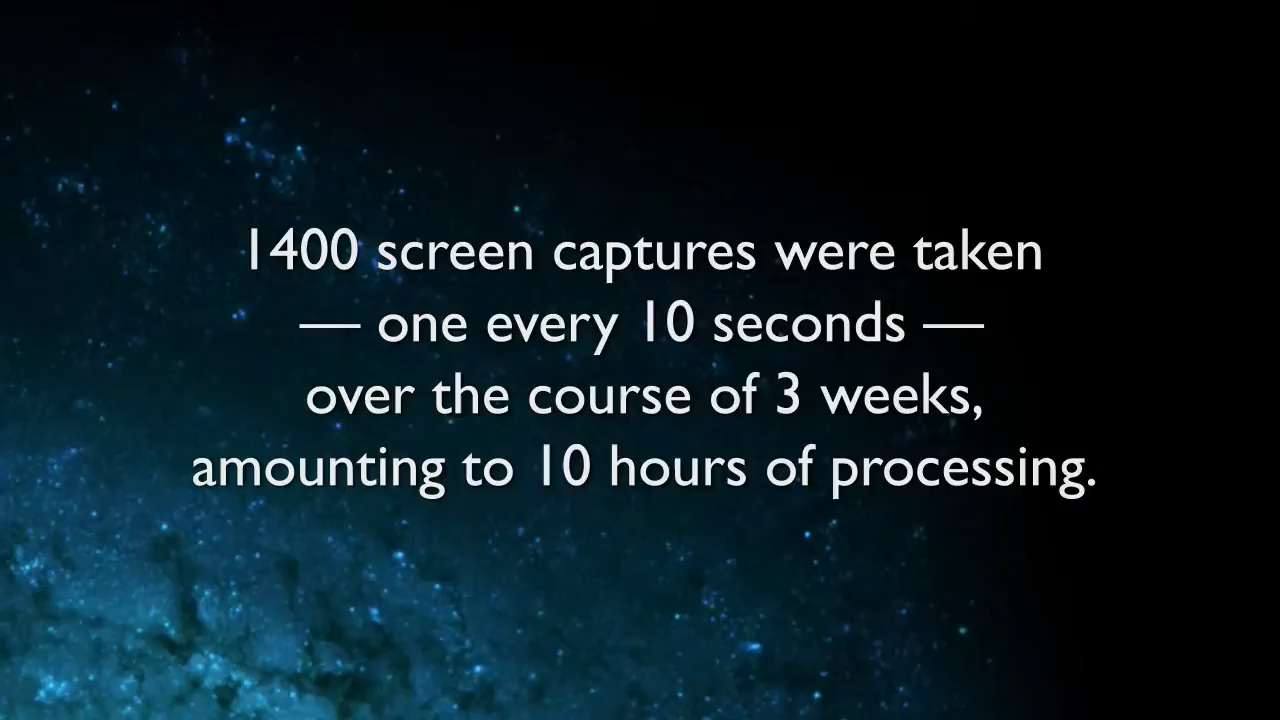 1400 screen captures were taken
— one every 10 seconds —
over the course of 3 weeks,
amounting to 10 hours of processing.